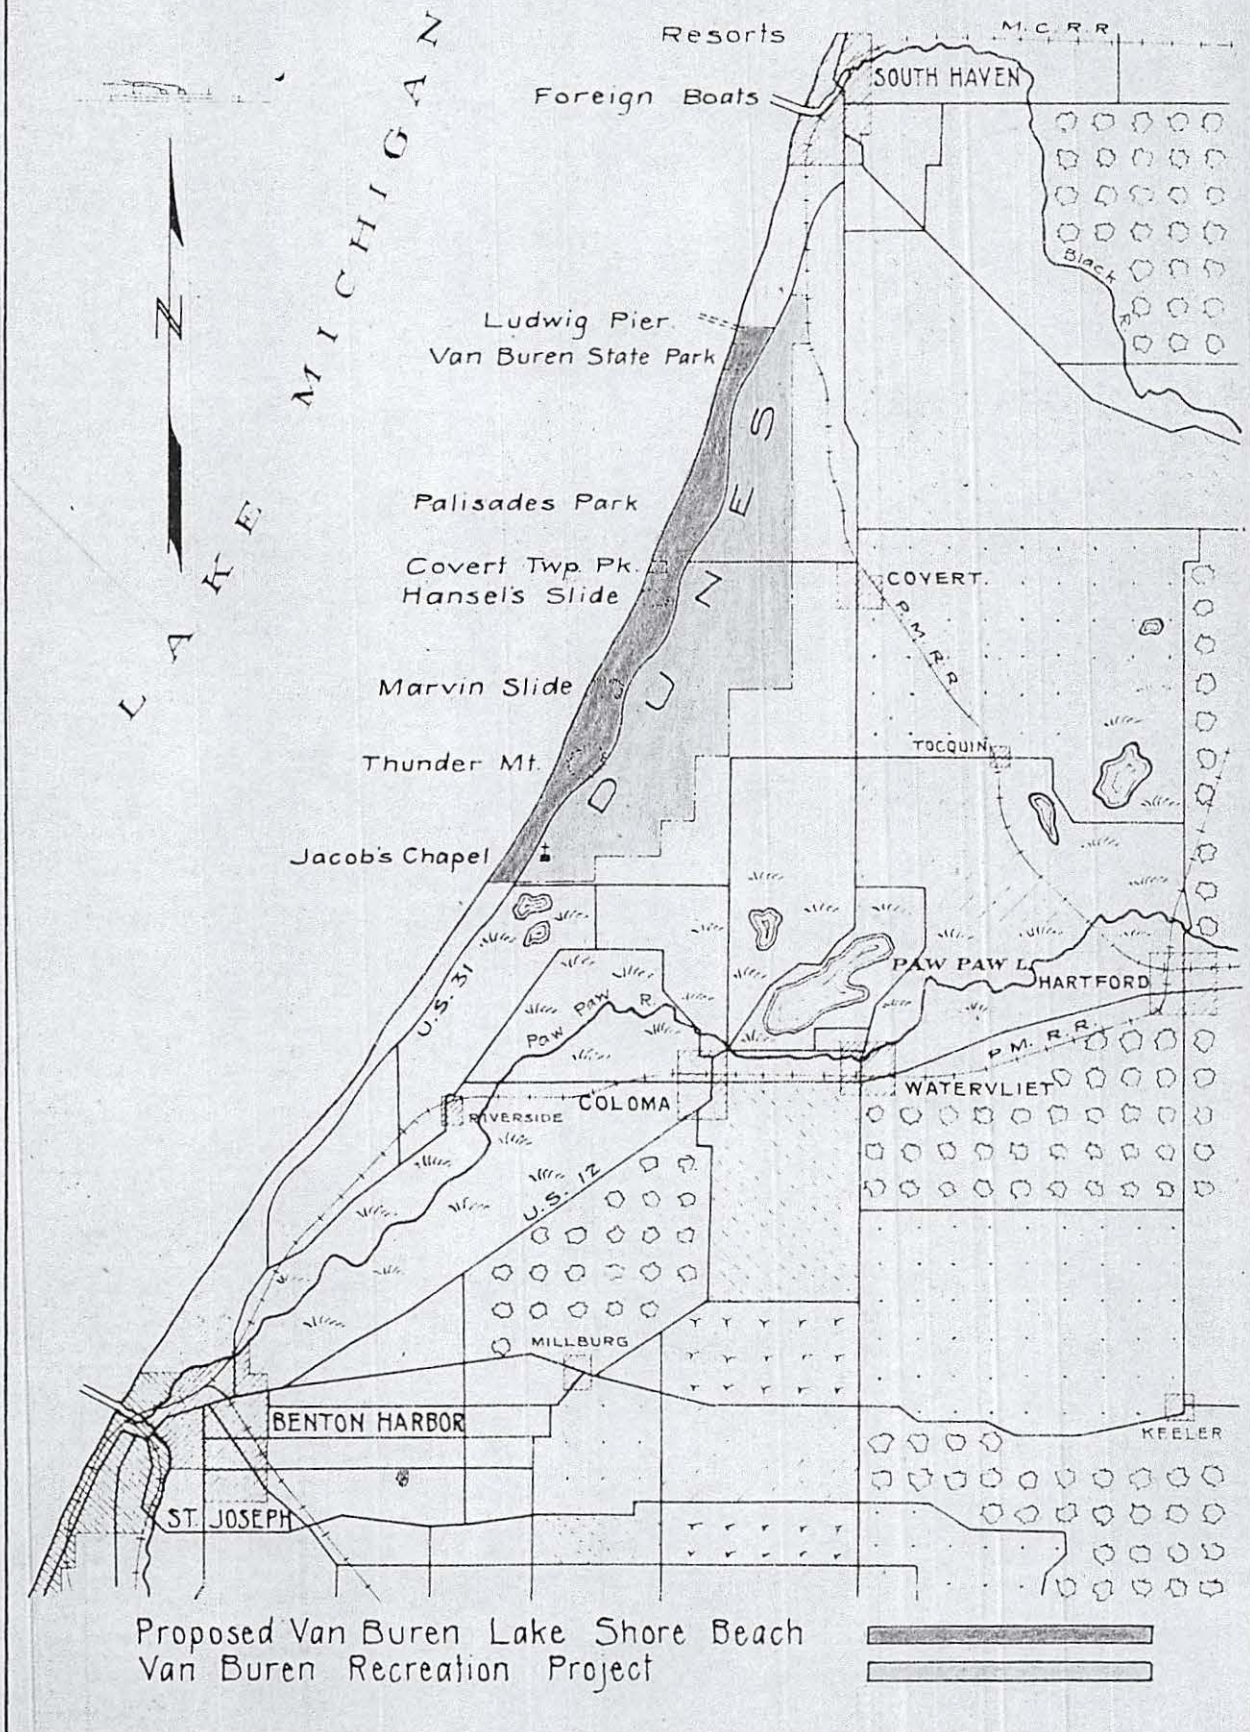 Resorts
M.C.R.R.
SOUTH HAVEN
Foreign Boats
LAKE MICHIGAN
N
Black R.
Ludwig Pier
Van Buren State Park
DUNES
Palisades Park
Covert Twp. Pk.
Hansel's Slide
COVERT.
P.M.R.R.
Marvin Slide
TOCQUIN
Thunder Mt.
Jacob's Chapel
U.S. 31
PAW PAW L.
HARTFORD
Paw Paw R.
P.M. R.R.
WATERVLIET
COLOMA
RIVERSIDE
U.S. 12
MILLBURG
BENTON HARBOR
KEELER
ST. JOSEPH
Proposed Van Buren Lake Shore Beach
Van Buren Recreation Project